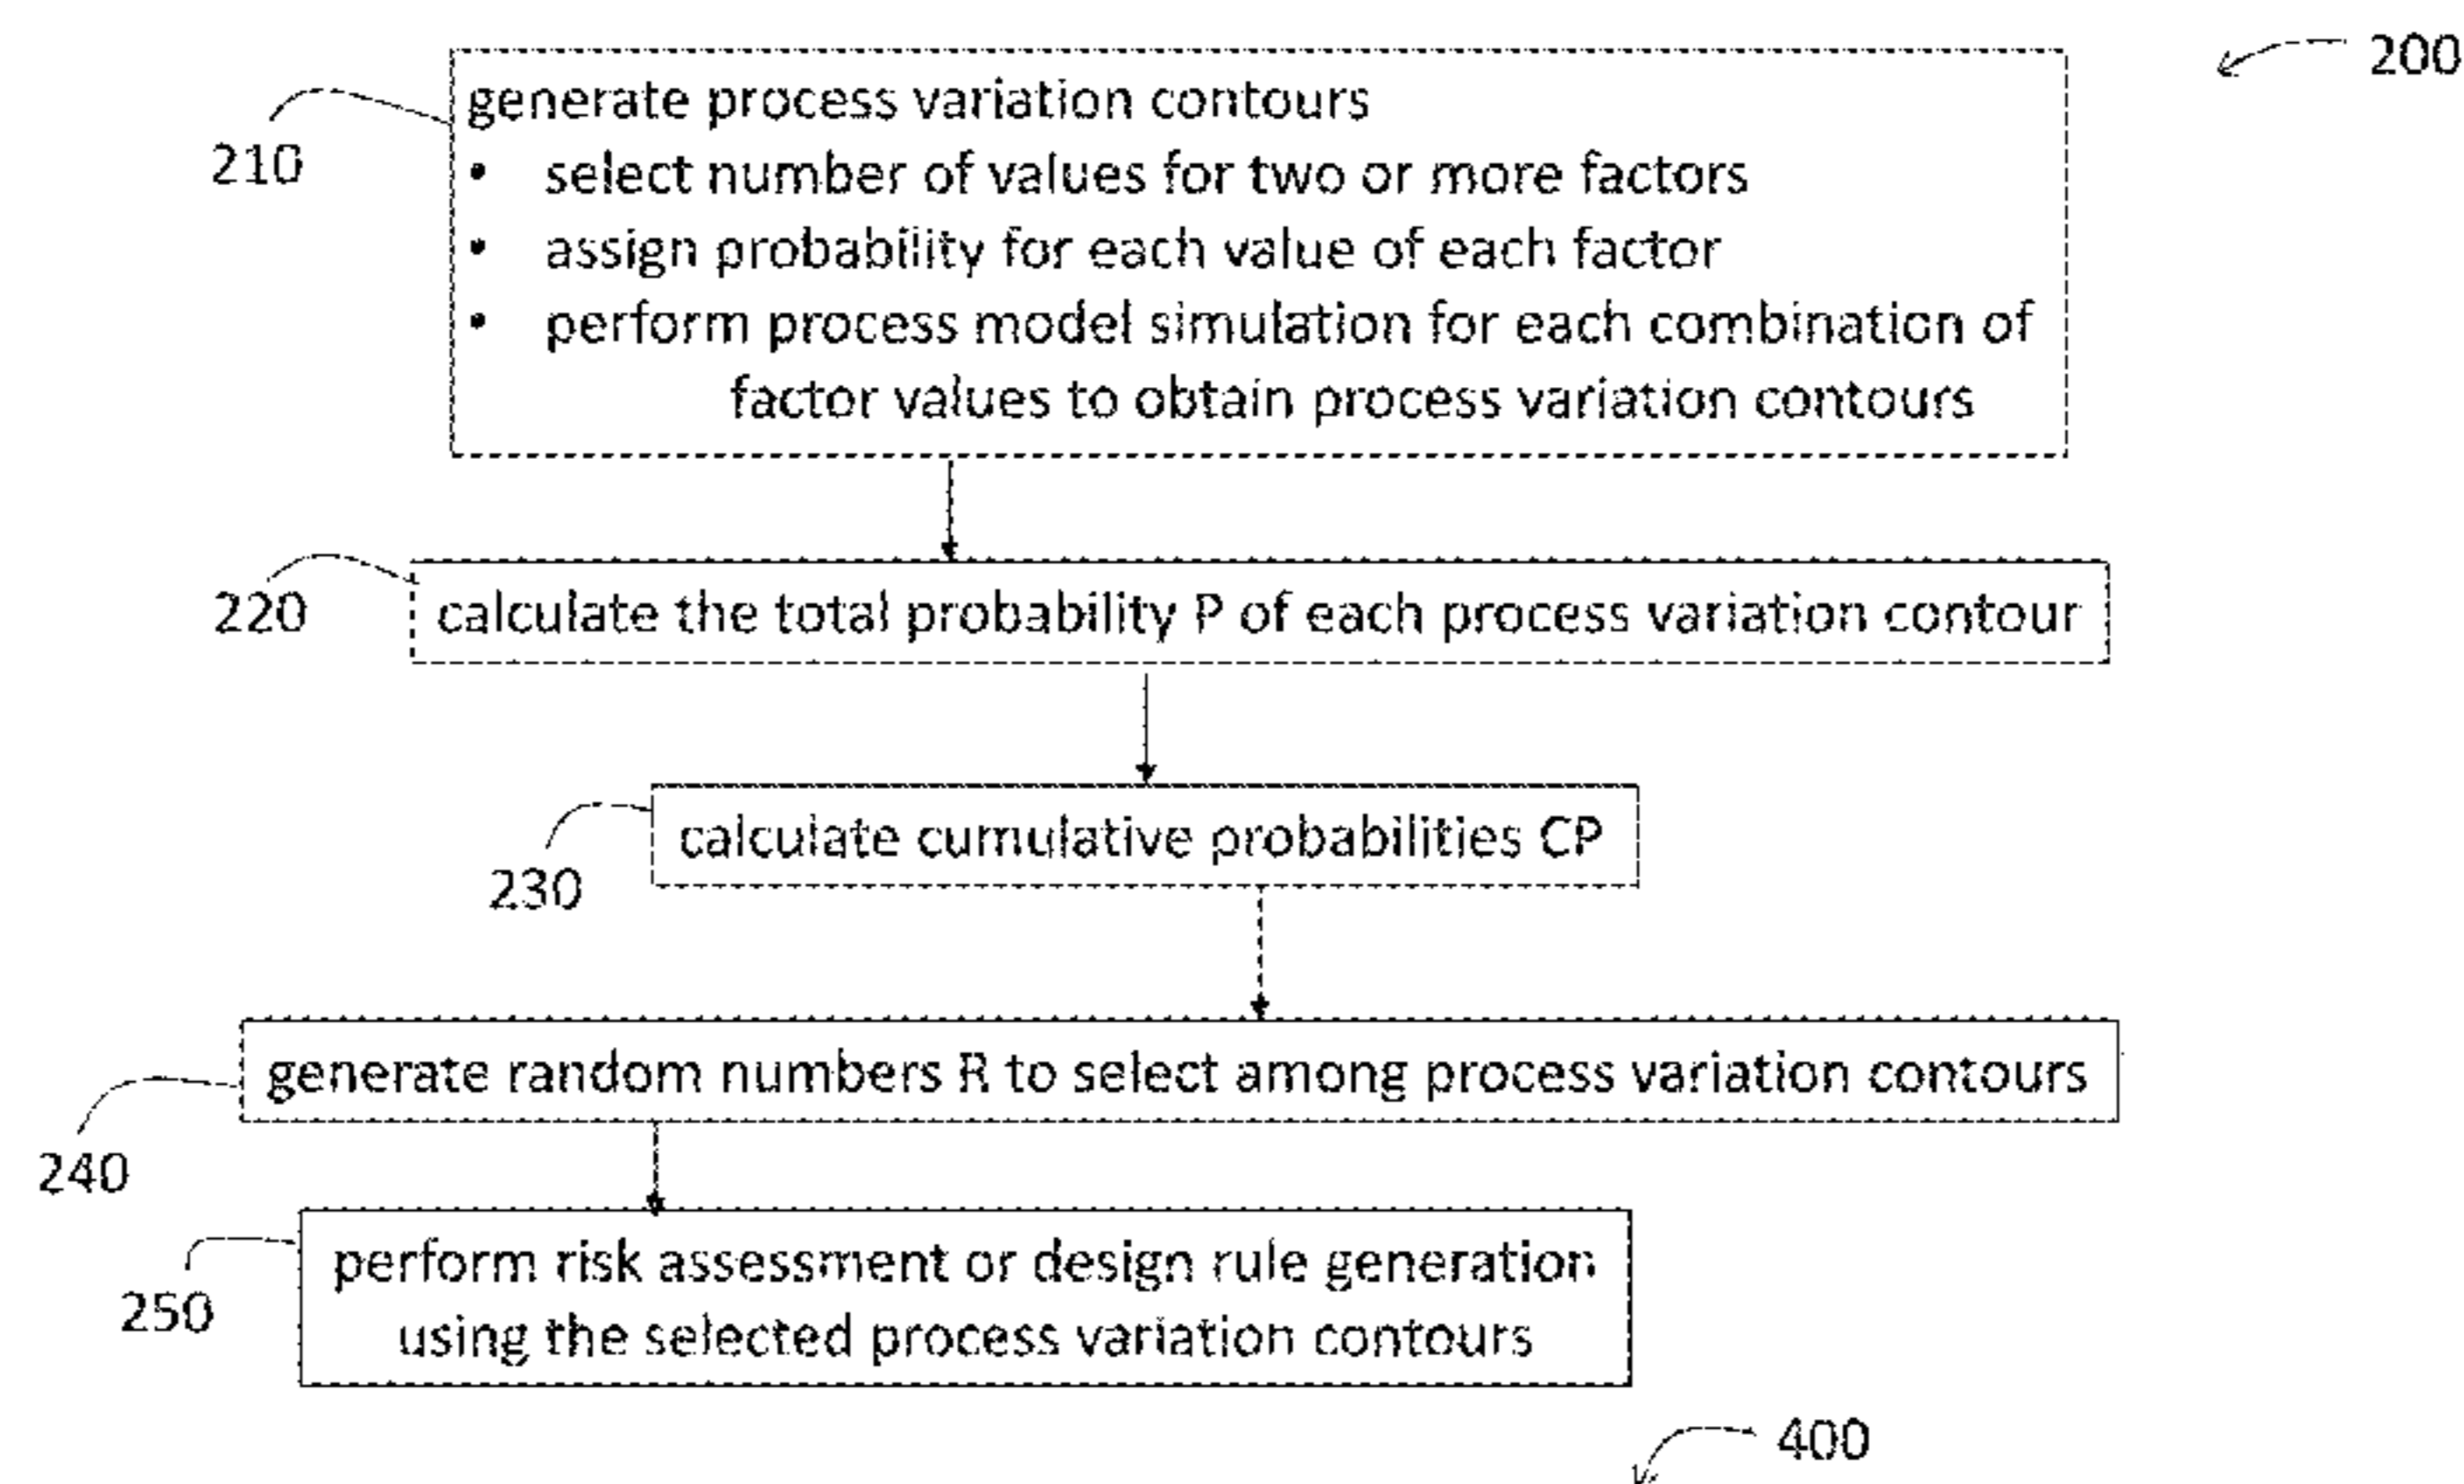 200
generate process variation contours
210
• select number of values for two or more factors
• assign probability for each value of each factor
• perform process model simulation for each combination of
factor values to obtain process variation contours
220
calculate the total probability P of each process variation contour
calculate cumulative probabilities CP
230
generate random numbers R to select among process variation contours
240
perform risk assessment or design rule generation
250
using the selected process variation contours
400